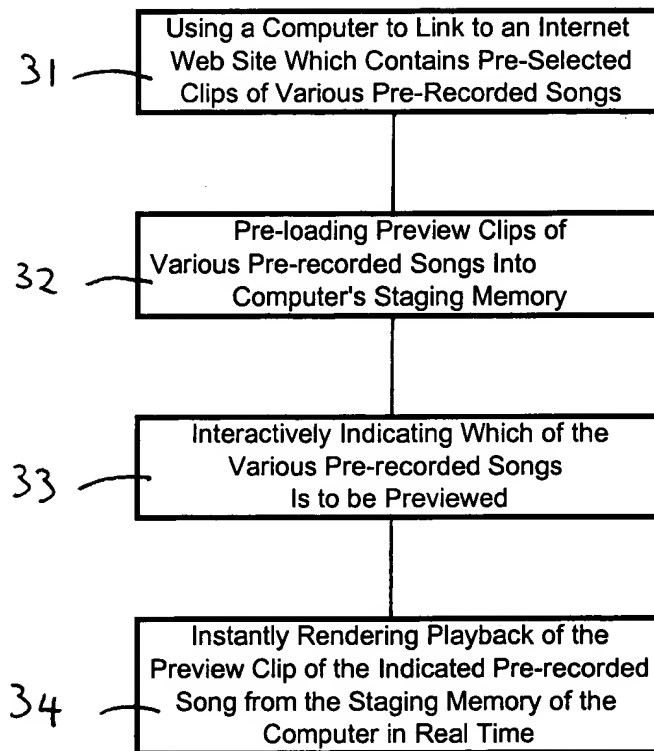 Using a Computer to Link to an Internet
31
Web Site Which Contains Pre-Selected
Clips of Various Pre-Recorded Songs
Pre-loading Preview Clips of
Various Pre-recorded Songs Into
32
Computer's Staging Memory
Interactively Indicating Which of the
Various Pre-recorded Songs
33
Is to be Previewed
Instantly Rendering Playback of the
Preview Clip of the Indicated Pre-recorded
34
Song from the Staging Memory of the
Computer in Real Time